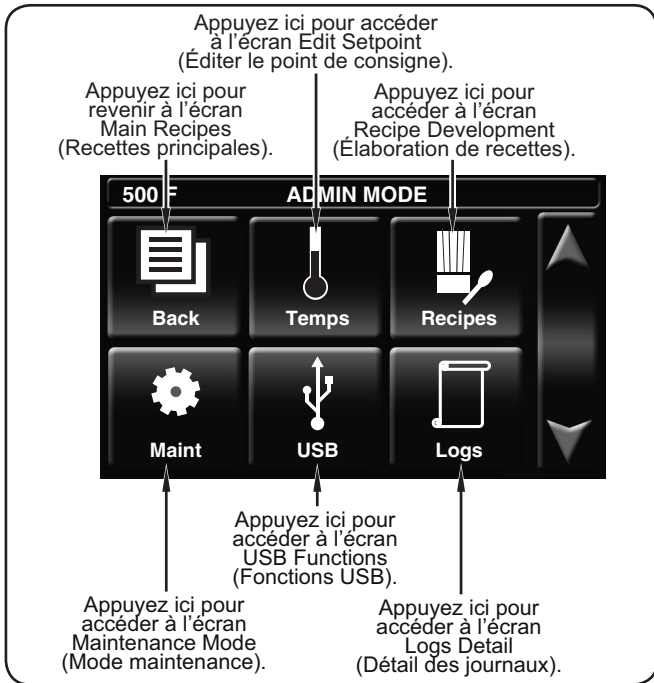 Appuyez ici pour accéder
à l'écran Edit Setpoint
(Éditer le point de consigne).
Appuyez ici pour
revenir à l'écran
Main Recipes
(Recettes principales).
Appuyez ici pour
accéder à l'écran
Recipe Development
(Élaboration de recettes).
500 F ADMIN MODE
Back Temps Recipes
Maint USB Logs
Appuyez ici pour
accéder à l'écran
USB Functions
(Fonctions USB).
Appuyez ici pour
accéder à l'écran
Maintenance Mode
(Mode maintenance).
Appuyez ici pour
accéder à l'écran
Logs Detail
(Détail des journaux).